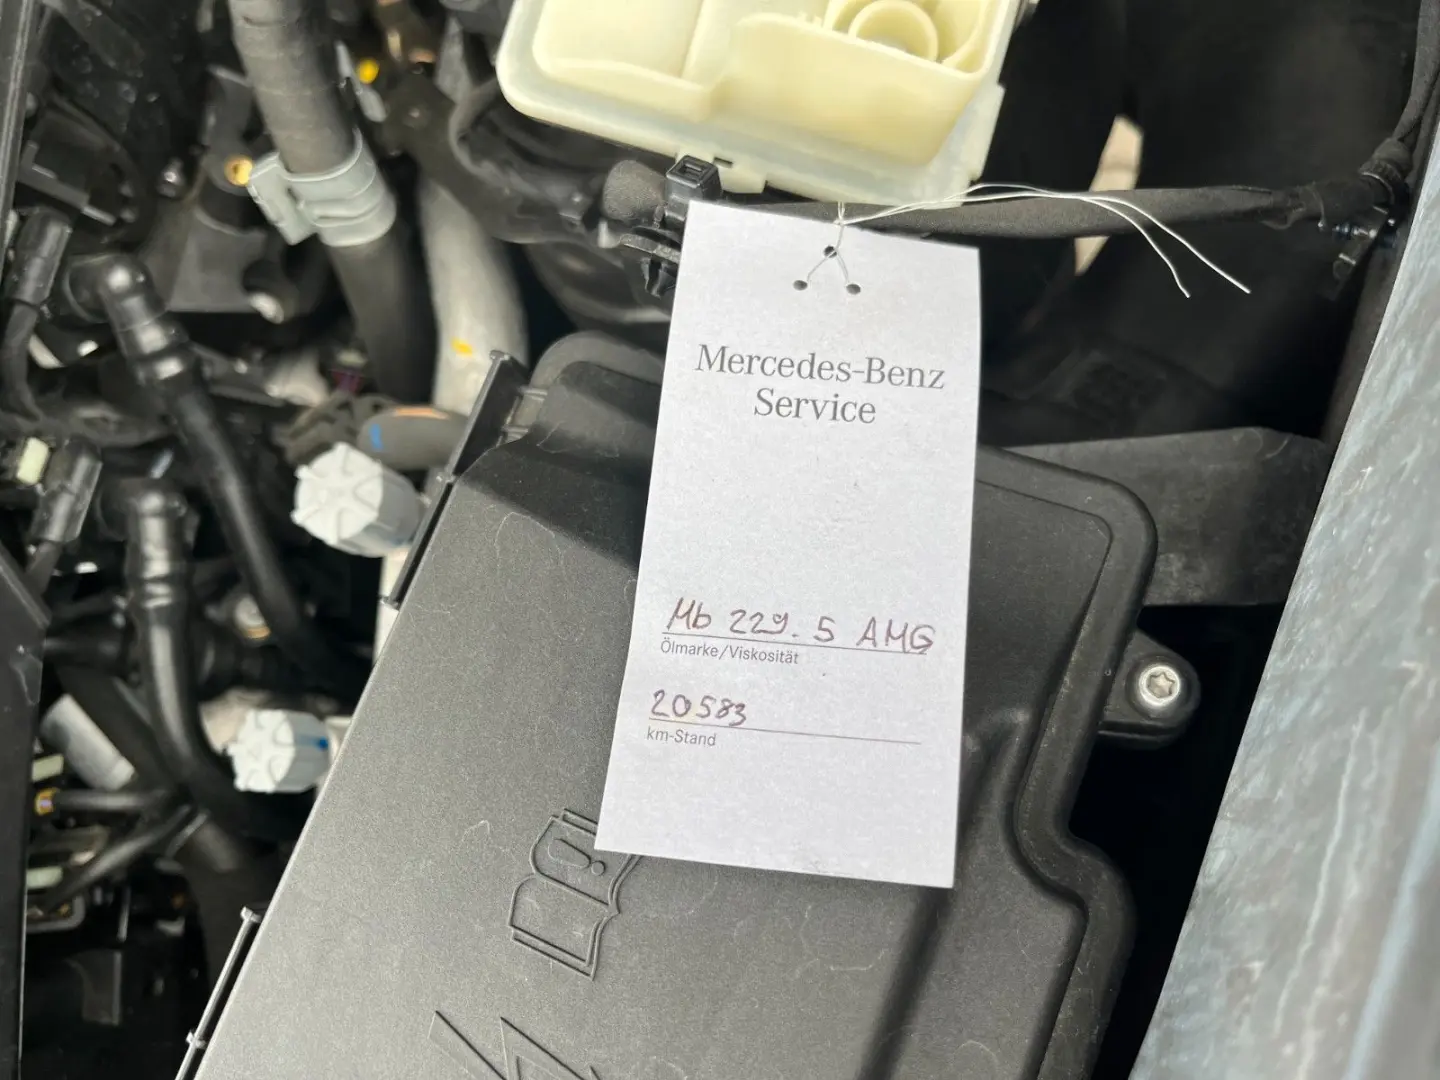 Mercedes-Benz
Service
Mb 229.5 AMG
Ölmarke/Viskosität
20583
km-Stand